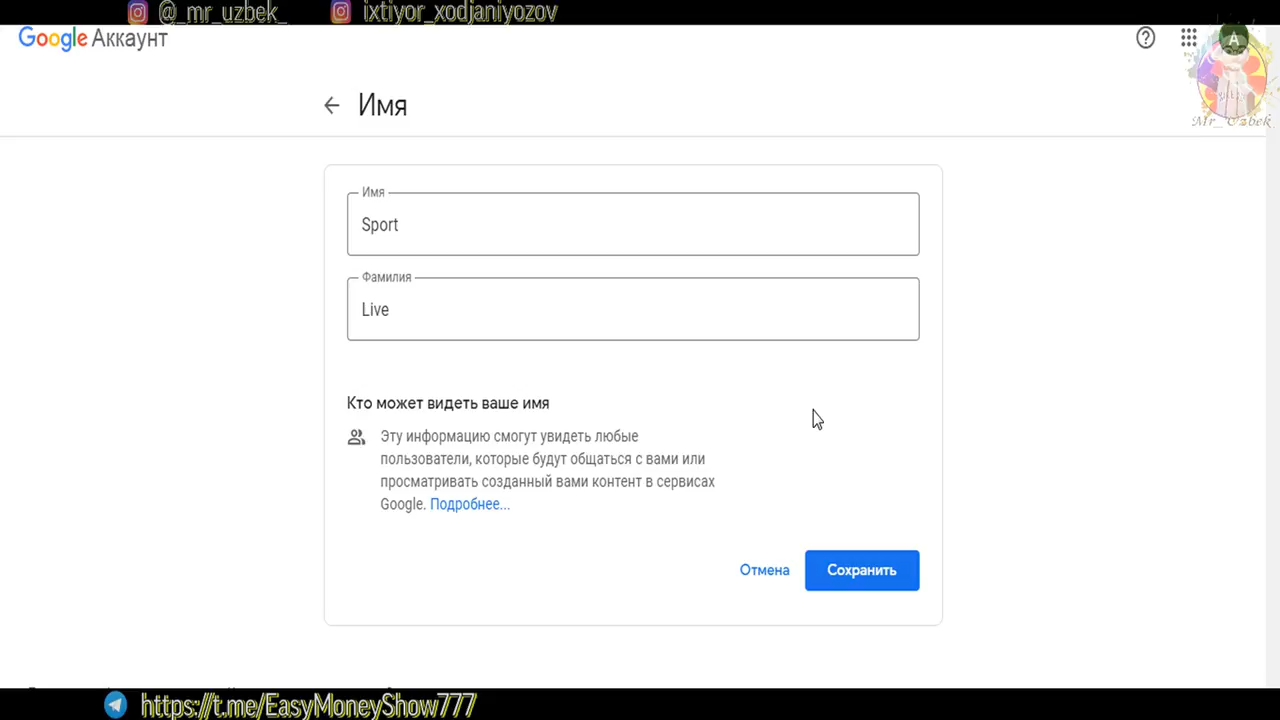 @_mr_uzbek_
ixtiyor_xodjaniyozov
Google Аккаунт
A
Mr_Uzbek
← Имя
Имя
Sport
Фамилия
Live
Кто может видеть ваше имя
Эту информацию смогут увидеть любые
пользователи, которые будут общаться с вами или
просматривать созданный вами контент в сервисах
Google. Подробнее...
Отмена
Сохранить
https://t.me/EasyMoneyShow777